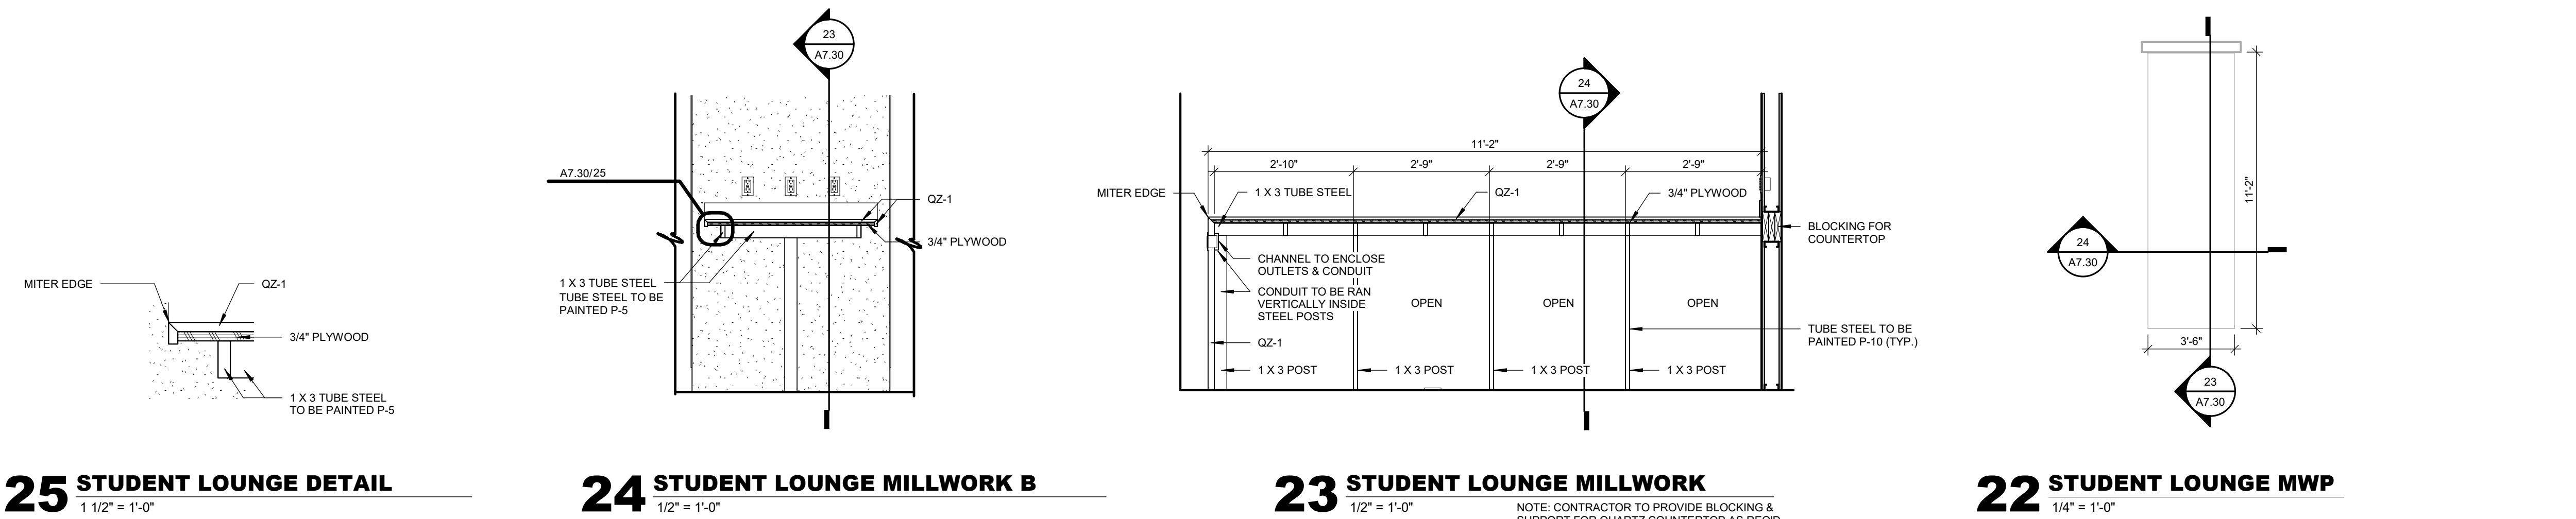 MITER EDGE
QZ-1
3/4" PLYWOOD
1 X 3 TUBE STEEL
TO BE PAINTED P-5
25 STUDENT LOUNGE DETAIL
1 1/2" = 1'-0"
23
A7.30
A7.30/25
QZ-1
3/4" PLYWOOD
1 X 3 TUBE STEEL
TUBE STEEL TO BE
PAINTED P-5
24 STUDENT LOUNGE MILLWORK B
1/2" = 1'-0"
24
A7.30
11'-2"
2'-10"
2'-9"
2'-9"
2'-9"
MITER EDGE
1 X 3 TUBE STEEL
QZ-1
3/4" PLYWOOD
BLOCKING FOR
COUNTERTOP
CHANNEL TO ENCLOSE
OUTLETS & CONDUIT
CONDUIT TO BE RAN
VERTICALLY INSIDE
STEEL POSTS
OPEN
OPEN
OPEN
TUBE STEEL TO BE
PAINTED P-10 (TYP.)
QZ-1
1 X 3 POST
1 X 3 POST
1 X 3 POST
1 X 3 POST
23 STUDENT LOUNGE MILLWORK
1/2" = 1'-0"
NOTE: CONTRACTOR TO PROVIDE BLOCKING &
SUPPORT FOR QUARTZ COUNTERTOP AS REQ'D
11'-2"
24
A7.30
3'-6"
23
A7.30
22 STUDENT LOUNGE MWP
1/4" = 1'-0"